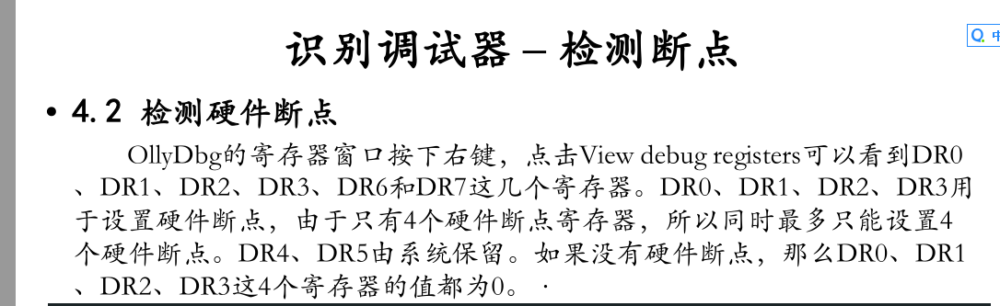 识别调试器 – 检测断点
• 4.2 检测硬件断点
OllyDbg的寄存器窗口按下右键，点击View debug registers可以看到DR0
、DR1、DR2、DR3、DR6和DR7这几个寄存器。DR0、DR1、DR2、DR3用
于设置硬件断点，由于只有4个硬件断点寄存器，所以同时最多只能设置4
个硬件断点。DR4、DR5由系统保留。如果没有硬件断点，那么DR0、DR1
、DR2、DR3这4个寄存器的值都为0。 ·